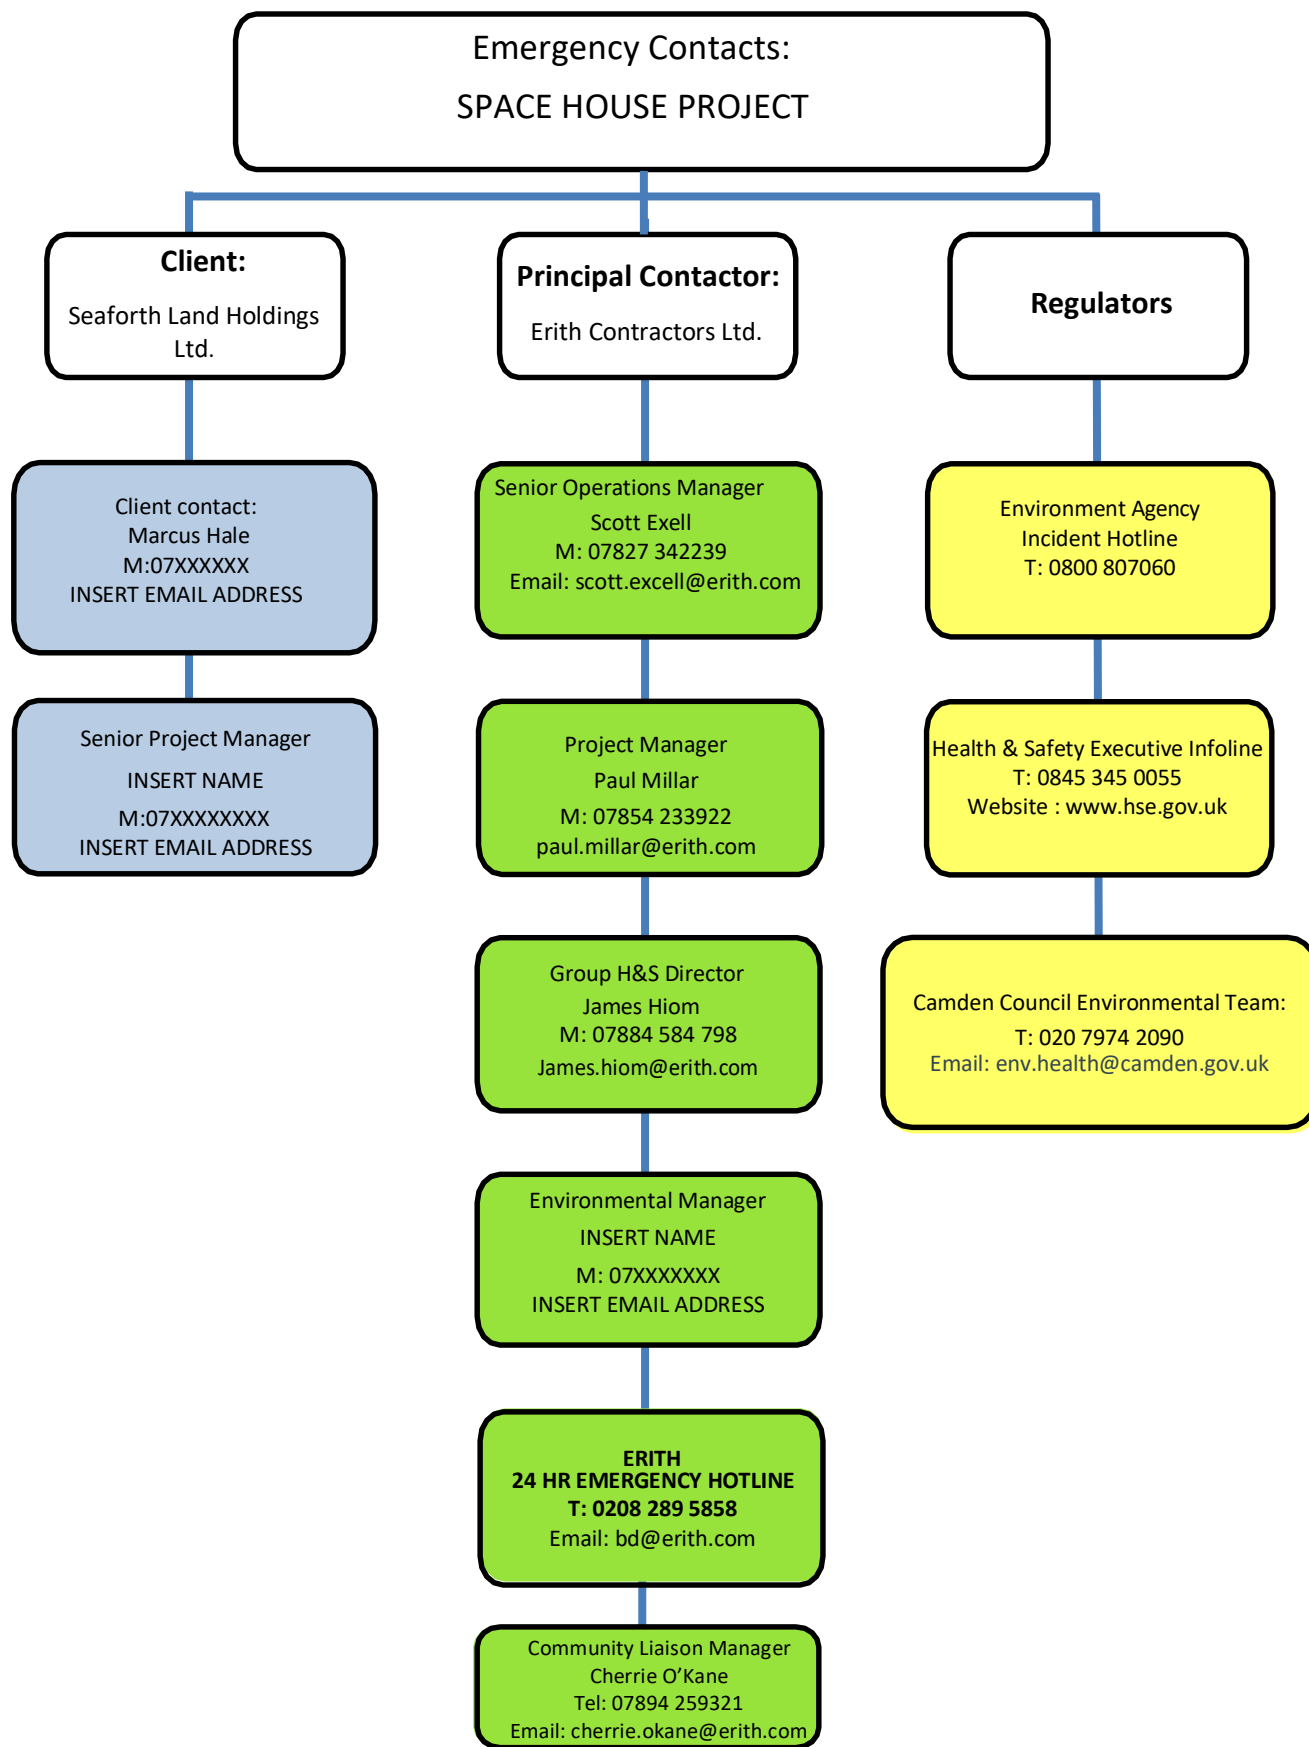 Emergency Contacts:
SPACE HOUSE PROJECT
Client:
Seaforth Land Holdings
Ltd.
Principal Contactor:
Erith Contractors Ltd.
Regulators
Client contact:
Marcus Hale
M:07XXXXXX
INSERT EMAIL ADDRESS
Senior Project Manager
INSERT NAME
M:07XXXXXXXX
INSERT EMAIL ADDRESS
Senior Operations Manager
Scott Exell
M: 07827 342239
Email: scott.excell@erith.com
Project Manager
Paul Millar
M: 07854 233922
paul.millar@erith.com
Group H&S Director
James Hiom
M: 07884 584 798
James.hiom@erith.com
Environmental Manager
INSERT NAME
M: 07XXXXXXX
INSERT EMAIL ADDRESS
ERITH
24 HR EMERGENCY HOTLINE
T: 0208 289 5858
Email: bd@erith.com
Community Liaison Manager
Cherrie O’Kane
Tel: 07894 259321
Email: cherrie.okane@erith.com
Environment Agency
Incident Hotline
T: 0800 807060
Health & Safety Executive Infoline
T: 0845 345 0055
Website : www.hse.gov.uk
Camden Council Environmental Team:
T: 020 7974 2090
Email: env.health@camden.gov.uk